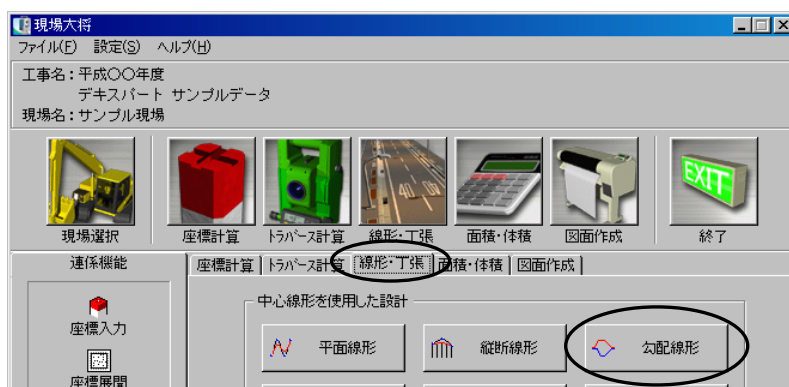 現場大将
ファイル(F) 設定(S) ヘルプ(H)
工事名：平成〇〇年度
デキスパート サンプルデータ
現場名：サンプル現場
EXIT
現場選択 座標計算 トラバース計算 線形・丁張 面積・体積 図面作成 終了
連係機能 座標計算 トラバース計算 線形・丁張 面積・体積 図面作成
中心線形を使用した設計
座標入力
平面線形 縦断線形 勾配線形
座標展開